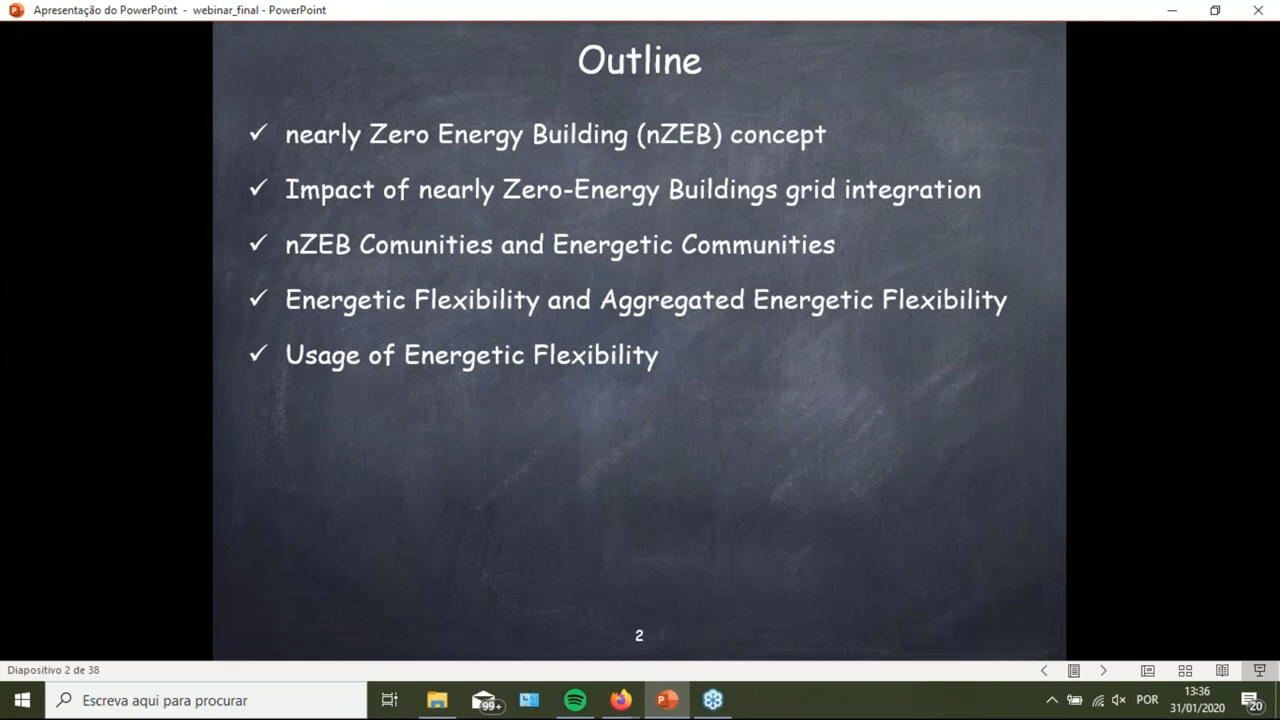 Apresentação do PowerPoint - webinar_final - PowerPoint
Outline
✓ nearly Zero Energy Building (nZEB) concept
✓ Impact of nearly Zero-Energy Buildings grid integration
✓ nZEB Comunities and Energetic Communities
✓ Energetic Flexibility and Aggregated Energetic Flexibility
✓ Usage of Energetic Flexibility
2
Diapositivo 2 de 38
Escreva aqui para procurar
99+
POR
13:36
31/01/2020
20